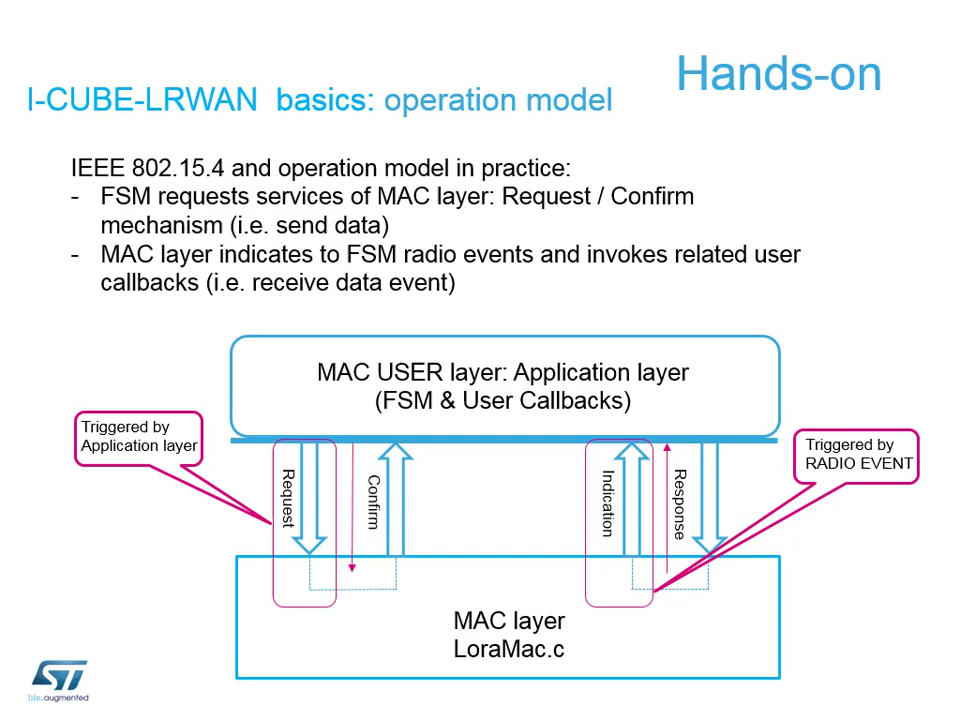 Hands-on
I-CUBE-LRWAN basics: operation model
IEEE 802.15.4 and operation model in practice:
- FSM requests services of MAC layer: Request / Confirm
mechanism (i.e. send data)
- MAC layer indicates to FSM radio events and invokes related user
callbacks (i.e. receive data event)
MAC USER layer: Application layer
(FSM & User Callbacks)
Triggered by
Application layer
Triggered by
RADIO EVENT
Request
Confirm
Indication
Response
MAC layer
LoraMac.c
ST
life.augmented